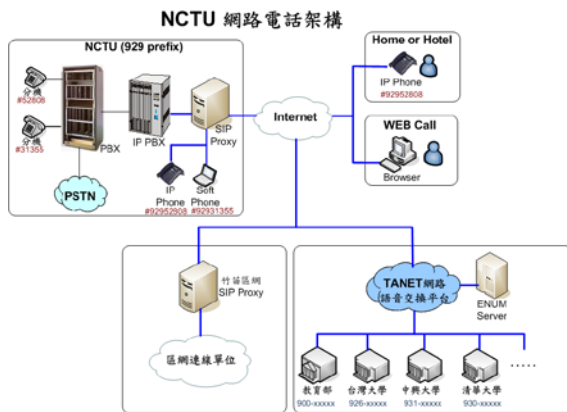 NCTU 網路電話架構
NCTU (929 prefix)
分機
#52808
分機
#31355
PBX
IP PBX
SIP
Proxy
PSTN
IP
Phone
#92952808
Soft
Phone
#92931355
Internet
Home or Hotel
IP Phone
#92952808
WEB Call
Browser
竹苗區網
SIP Proxy
區網連線單位
TANET網路
語音交換平台
ENUM
Server
教育部
900-xxxxx
台灣大學
926-xxxxx
中興大學
931-xxxxx
清華大學
930-xxxxx
.....